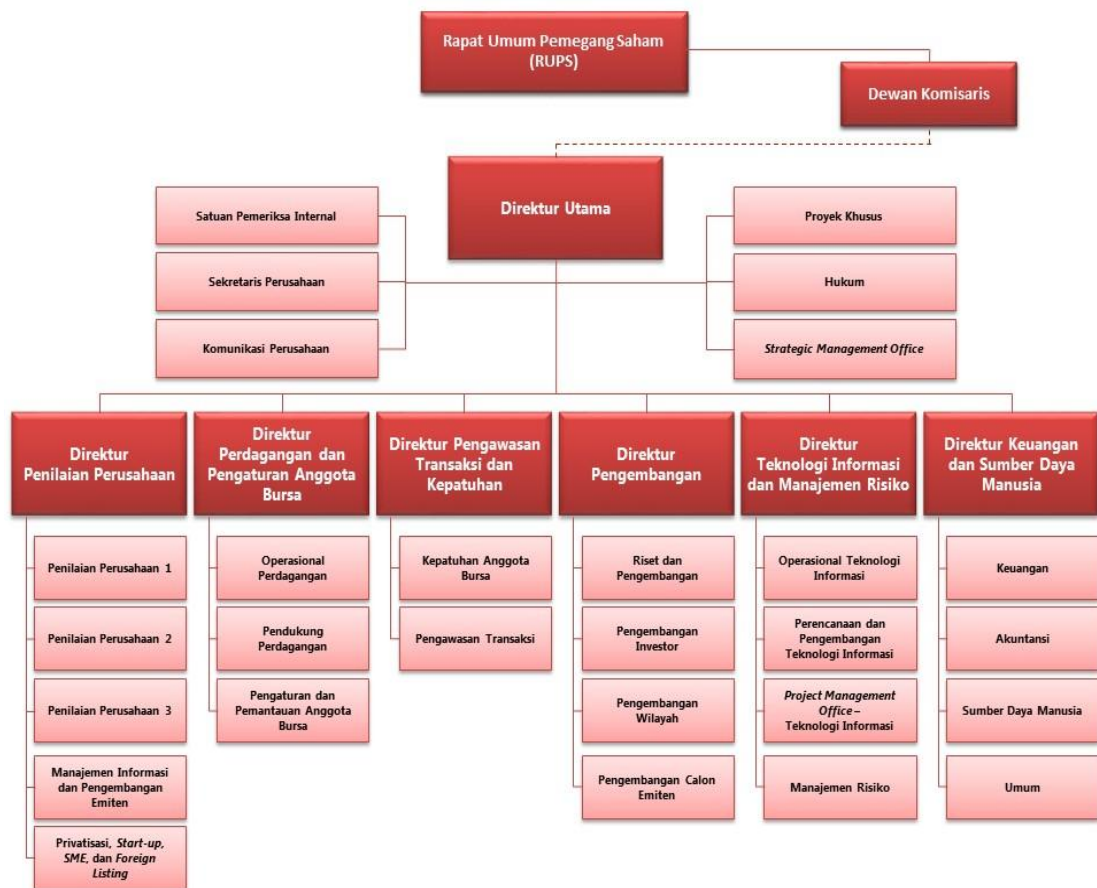 Rapat Umum Pemegang Saham
(RUPS)
Dewan Komisaris
Direktur Utama
Satuan Pemeriksa Internal
Sekretaris Perusahaan
Komunikasi Perusahaan
Proyek Khusus
Hukum
Strategic Management Office
Direktur
Penilaian Perusahaan
Penilaian Perusahaan 1
Penilaian Perusahaan 2
Penilaian Perusahaan 3
Manajemen Informasi
dan Pengembangan
Emiten
Privatisasi, Start-up,
SME, dan Foreign
Listing
Direktur
Perdagangan dan
Pengaturan Anggota
Bursa
Operasional
Perdagangan
Pendukung
Perdagangan
Pengaturan dan
Pemantauan Anggota
Bursa
Direktur Pengawasan
Transaksi dan
Kepatuhan
Kepatuhan Anggota
Bursa
Pengawasan Transaksi
Direktur
Pengembangan
Riset dan
Pengembangan
Pengembangan
Investor
Pengembangan
Wilayah
Pengembangan Calon
Emiten
Direktur
Teknologi Informasi
dan Manajemen Risiko
Operasional Teknologi
Informasi
Perencanaan dan
Pengembangan
Teknologi Informasi
Project Management
Office –
Teknologi Informasi
Manajemen Risiko
Direktur Keuangan
dan Sumber Daya
Manusia
Keuangan
Akuntansi
Sumber Daya Manusia
Umum